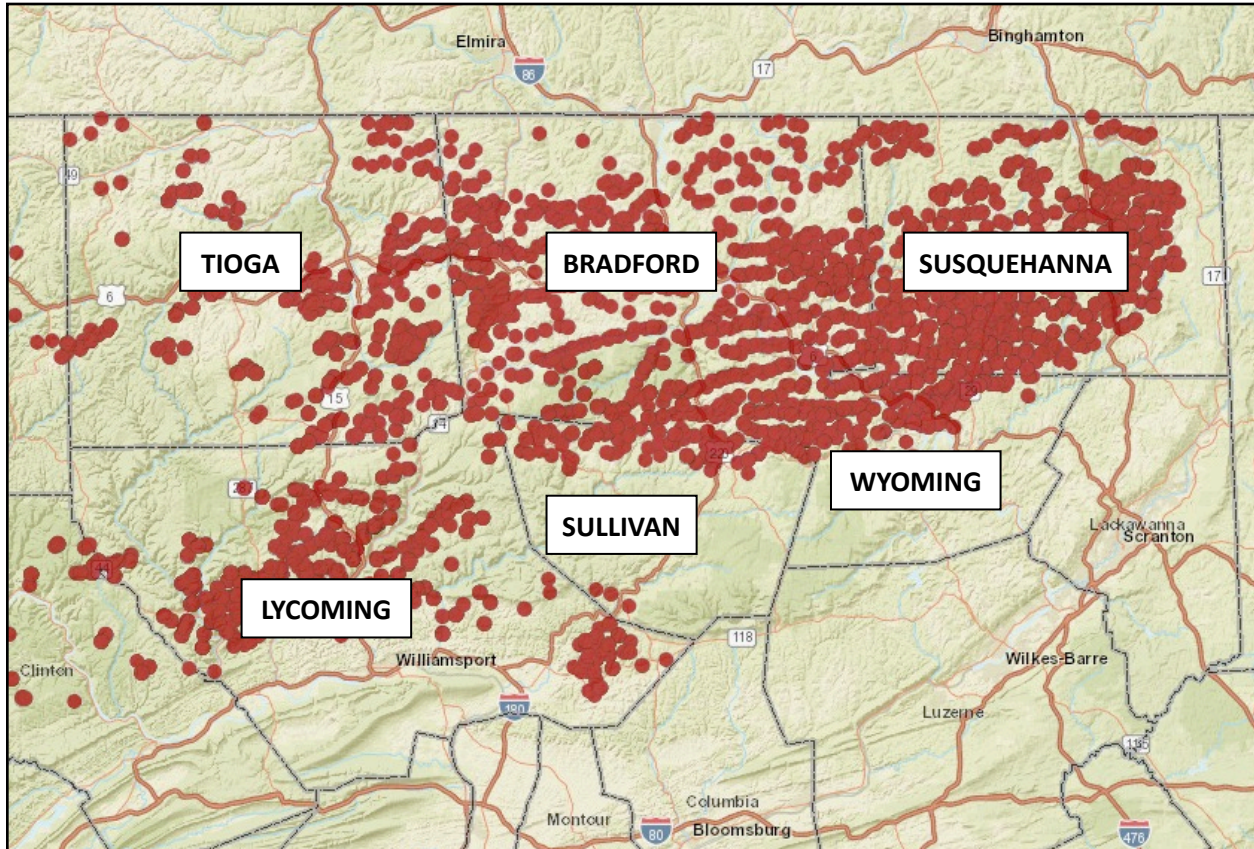 Elmira
Binghamton
17
86
49
TIOGA
BRADFORD
SUSQUEHANNA
17
6
6
29
15
14
220
287
WYOMING
SULLIVAN
Lackawanna
Scranton
44
LYCOMING
118
Williamsport
Wilkes-Barre
Clinton
180
Luzerne
115
Columbia
Montour
80
Bloomsburg
476